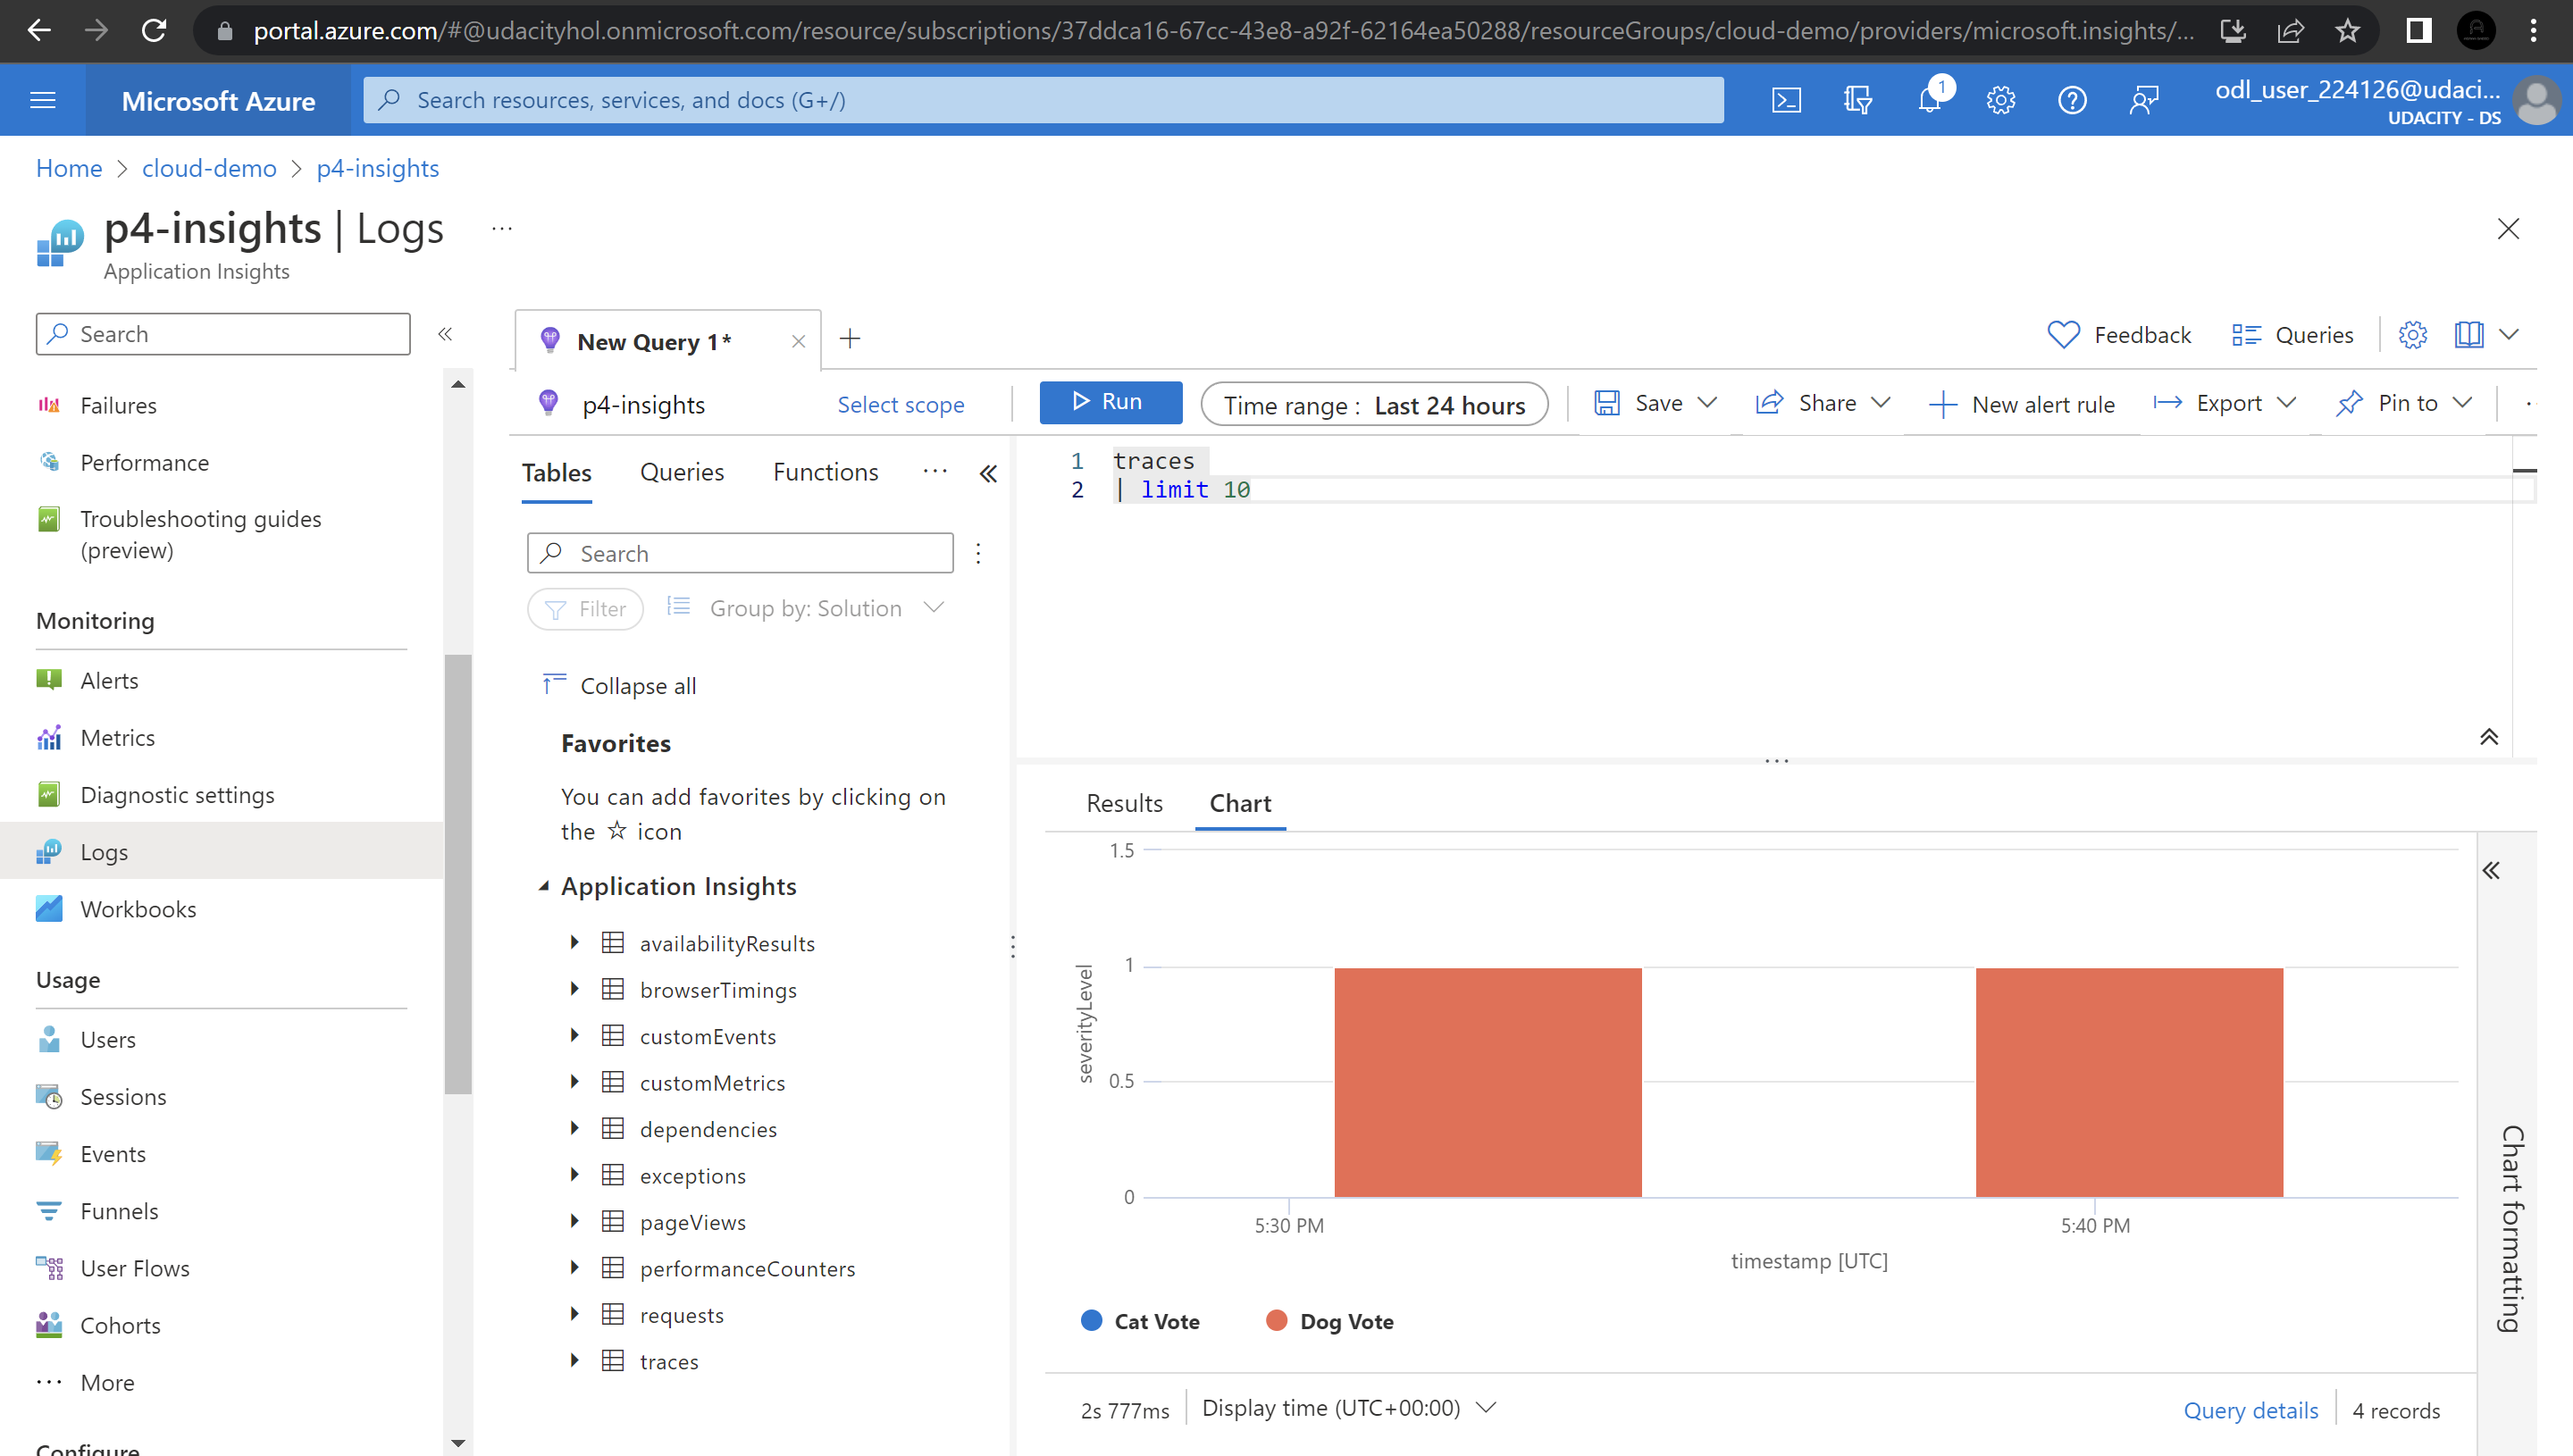 portal.azure.com/#@udacityhol.onmicrosoft.com/resource/subscriptions/37ddca16-67cc-43e8-a92f-62164ea50288/resourceGroups/cloud-demo/providers/microsoft.insights/...
Microsoft Azure
Search resources, services, and docs (G+/)
1
odl_user_224126@udaci...
UDACITY - DS
Home > cloud-demo > p4-insights
p4-insights | Logs ...
Application Insights
Search
Failures
Performance
Troubleshooting guides
(preview)
Monitoring
Alerts
Metrics
Diagnostic settings
Logs
Workbooks
Usage
Users
Sessions
Events
Funnels
User Flows
Cohorts
More
Configure
New Query 1*
Feedback
Queries
p4-insights
Select scope
Run
Time range : Last 24 hours
Save
Share
New alert rule
Export
Pin to
Tables
Queries
Functions
Search
Filter
Group by: Solution
Collapse all
Favorites
You can add favorites by clicking on
the ☆ icon
Application Insights
availabilityResults
browserTimings
customEvents
customMetrics
dependencies
exceptions
pageViews
performanceCounters
requests
traces
1 traces
2 | limit 10
Results
Chart
1.5
1
0.5
0
severityLevel
5:30 PM
5:40 PM
timestamp [UTC]
Cat Vote
Dog Vote
Chart formatting
2s 777ms
Display time (UTC+00:00)
Query details
4 records